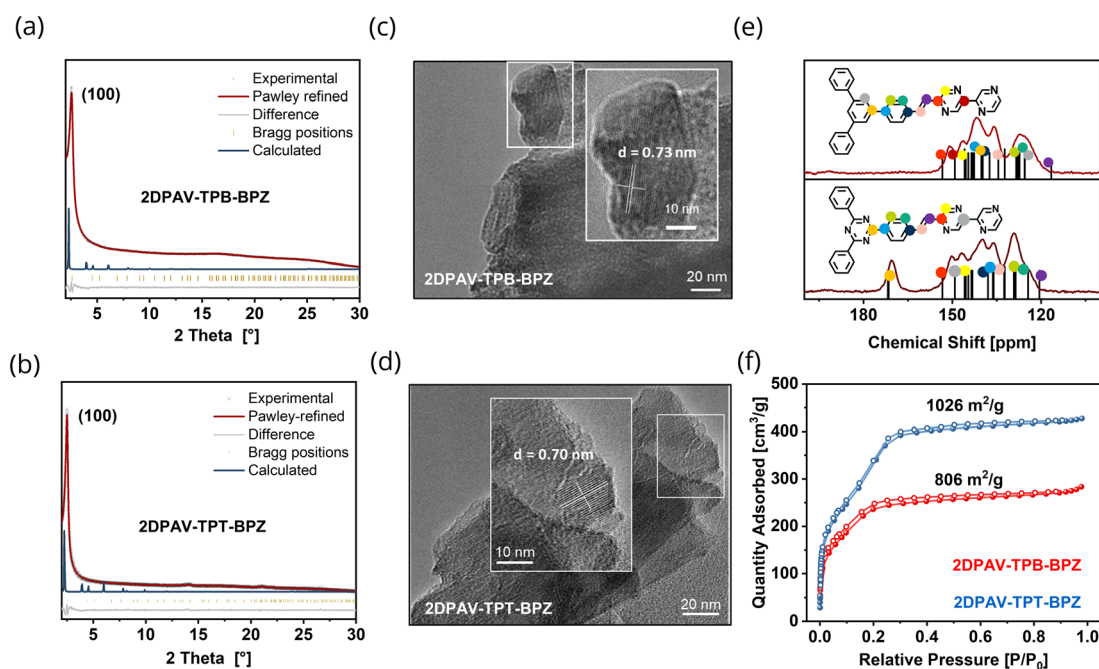 (a)
Experimental
Pawley refined
Difference
Bragg positions
Calculated
(100)
2DPAV-TPB-BPZ
5 10 15 20 25 30
2 Theta [°]
(b)
Experimental
Pawley-refined
Difference
Bragg positions
Calculated
(100)
2DPAV-TPT-BPZ
5 10 15 20 25 30
2 Theta [°]
(c)
d = 0.73 nm
10 nm
2DPAV-TPB-BPZ
20 nm
(d)
d = 0.70 nm
10 nm
2DPAV-TPT-BPZ
20 nm
(e)
N
N
N
N
N
N
N
N
N
N
N
180 150 120
Chemical Shift [ppm]
(f)
500
400
300
200
100
0
Quantity Adsorbed [cm³/g]
1026 m²/g
806 m²/g
2DPAV-TPB-BPZ
2DPAV-TPT-BPZ
0.0 0.2 0.4 0.6 0.8 1.0
Relative Pressure [P/P₀]